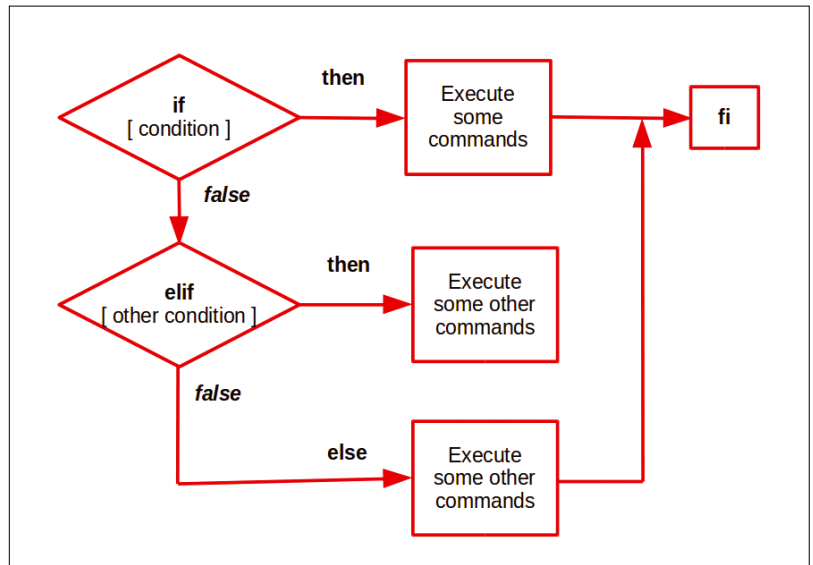 if
[ condition ]
then
Execute
some
commands
fi
false
elif
[ other condition ]
then
Execute
some other
commands
false
else
Execute
some other
commands